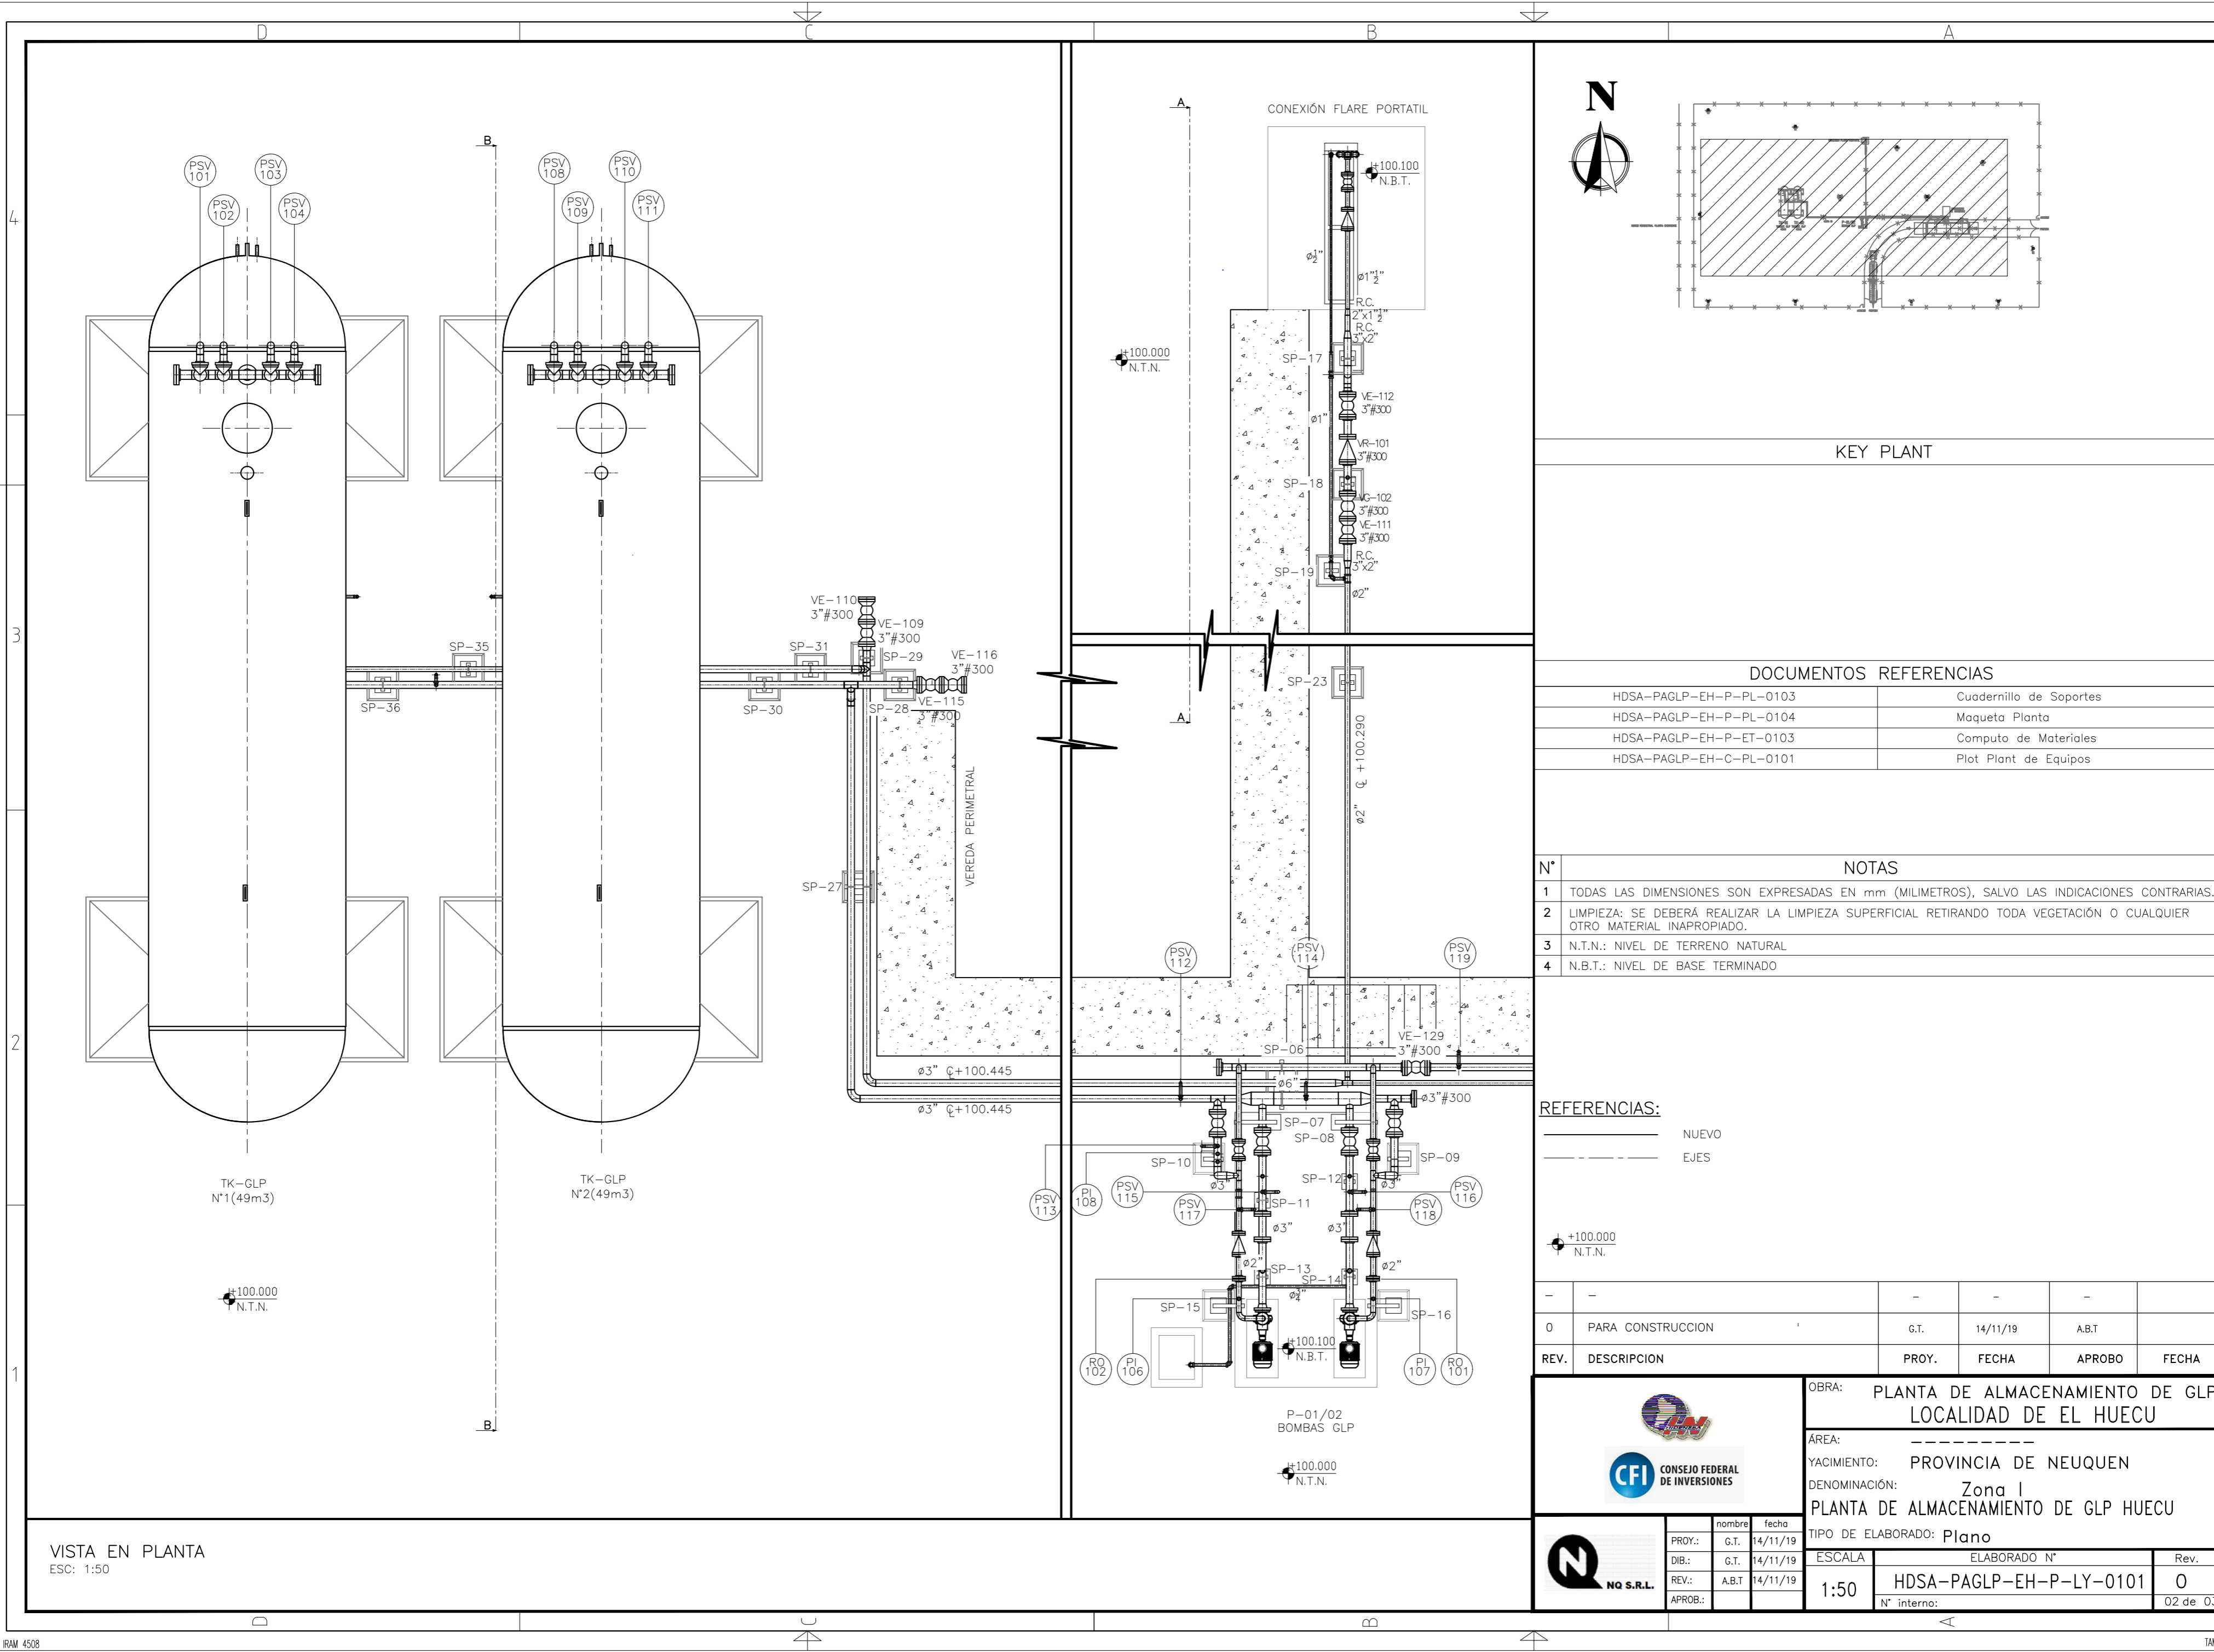 D
C
B
A
4
3
2
1
B
B
PSV
101
PSV
102
PSV
103
PSV
104
PSV
108
PSV
109
PSV
110
PSV
111
SP-35
SP-36
SP-31
SP-30
VE-110
3"#300
VE-109
3"#300
SP-29
VE-116
3"#300
SP-28
VE-115
3"#300
SP-27
VEREDA PERIMETRAL
ø3" ℄+100.445
ø3" ℄+100.445
TK-GLP
N°1(49m3)
TK-GLP
N°2(49m3)
+100.000
N.T.N.
A
A
CONEXIÓN FLARE PORTATIL
+100.100
N.B.T.
ø½"
ø1"½"
R.C.
2"x1"½"
R.C.
3"x2"
+100.000
N.T.N.
SP-17
VE-112
3"#300
ø1"
VR-101
3"#300
SP-18
VG-102
3"#300
VE-111
3"#300
R.C.
3"x2"
SP-19
ø2"
SP-23
ø2" ℄ +100.290
PSV
112
PSV
114
PSV
119
VE-129
3"#300
SP-06
ø6"
ø3"#300
SP-07
SP-08
SP-10
SP-09
SP-12
ø3"
ø3"
PSV
113
PI
108
PSV
115
PSV
117
SP-11
PSV
116
PSV
118
ø3"
ø3"
ø2"
SP-13
SP-14
ø2"
ø¾"
SP-15
SP-16
RO
102
PI
106
+100.100
N.B.T.
PI
107
RO
101
P-01/02
BOMBAS GLP
+100.000
N.T.N.
VISTA EN PLANTA
ESC: 1:50
N
KEY PLANT
DOCUMENTOS REFERENCIAS
HDSA-PAGLP-EH-P-PL-0103 Cuadernillo de Soportes
HDSA-PAGLP-EH-P-PL-0104 Maqueta Planta
HDSA-PAGLP-EH-P-ET-0103 Computo de Materiales
HDSA-PAGLP-EH-C-PL-0101 Plot Plant de Equipos
N° NOTAS
1 TODAS LAS DIMENSIONES SON EXPRESADAS EN mm (MILIMETROS), SALVO LAS INDICACIONES CONTRARIAS.
2 LIMPIEZA: SE DEBERÁ REALIZAR LA LIMPIEZA SUPERFICIAL RETIRANDO TODA VEGETACIÓN O CUALQUIER
OTRO MATERIAL INAPROPIADO.
3 N.T.N.: NIVEL DE TERRENO NATURAL
4 N.B.T.: NIVEL DE BASE TERMINADO
REFERENCIAS:
NUEVO
EJES
+100.000
N.T.N.
- - - - -
0 PARA CONSTRUCCION G.T. 14/11/19 A.B.T
REV. DESCRIPCION PROY. FECHA APROBO FECHA
CFI CONSEJO FEDERAL
DE INVERSIONES
OBRA: PLANTA DE ALMACENAMIENTO DE GLP
LOCALIDAD DE EL HUECU
ÁREA: ----------
YACIMIENTO: PROVINCIA DE NEUQUEN
DENOMINACIÓN: Zona I
PLANTA DE ALMACENAMIENTO DE GLP HUECU
TIPO DE ELABORADO: Plano
N NQ S.R.L.
nombre fecha
PROY.: G.T. 14/11/19
DIB.: G.T. 14/11/19
REV.: A.B.T 14/11/19
APROB.:
ESCALA ELABORADO N° Rev.
1:50 HDSA-PAGLP-EH-P-LY-0101 0
N° interno: 02 de 03
D
C
B
A
IRAM 4508